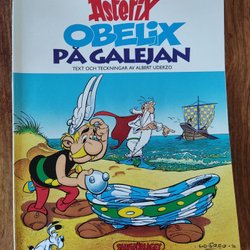 Asterix
OBELIX
PÅ GALEJAN
TEXT OCH TECKNINGAR AV ALBERT UDERZO